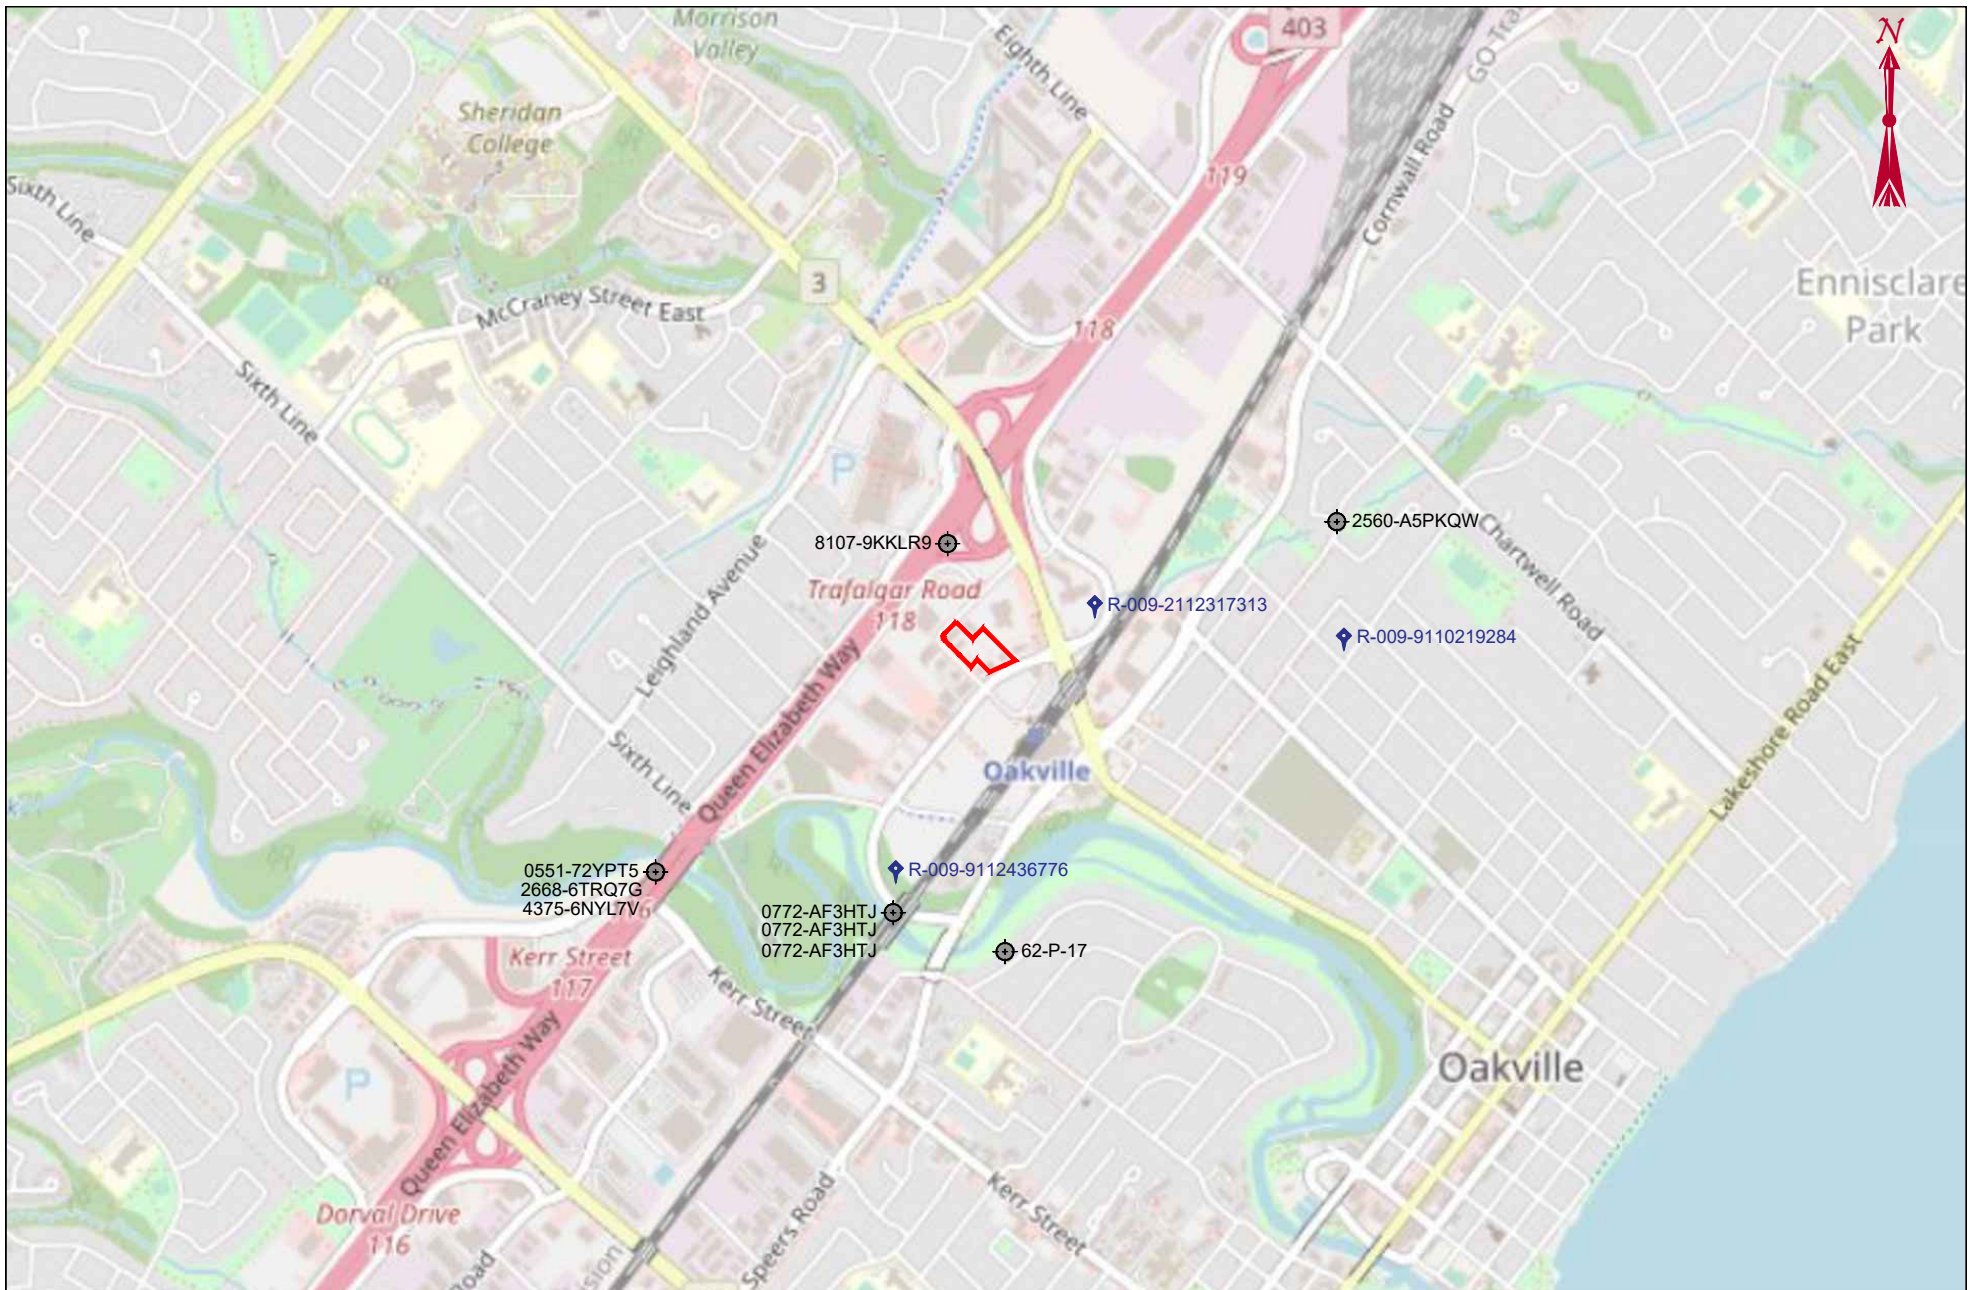 Morrison
Valley
403
GO Tra
N
Eighth Line
Sheridan
College
119
Cornwall Road
Sixth Line
3
Ennisclare
Park
McCraney Street East
118
Sixth Line
P
2560-A5PKQW
Chartwell Road
8107-9KKLR9
Leighland Avenue
Trafalgar Road
118
R-009-2112317313
R-009-9110219284
Lakeshore Road East
Queen Elizabeth Way
Sixth Line
Oakville
0551-72YPT5
2668-6TRQ7G
4375-6NYL7V
6
R-009-9112436776
0772-AF3HTJ
0772-AF3HTJ
0772-AF3HTJ
62-P-17
Kerr Street
117
Kerr Street
Oakville
P
Queen Elizabeth Way
Dorval Drive
116
Kerr Street
Speers Road
Road
sion